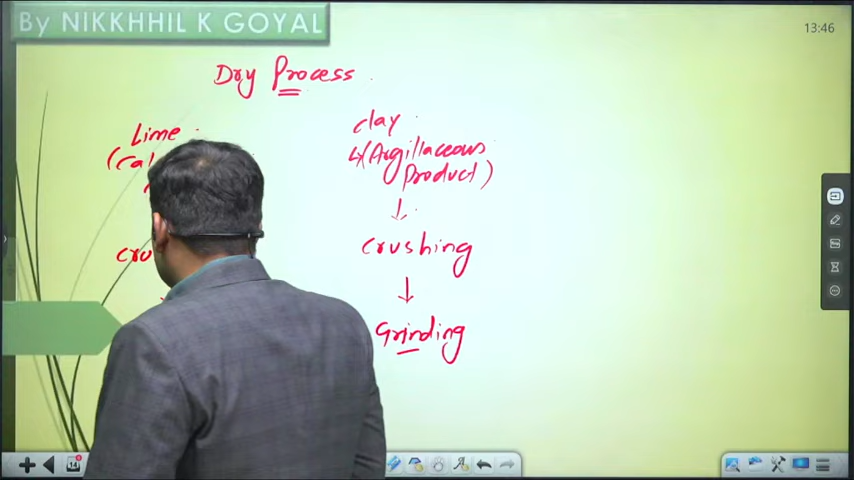 By NIKKHHIL K GOYAL
13:46
Dry Process
Lime
clay
(Argillaceous
Product)
crushing
Grinding